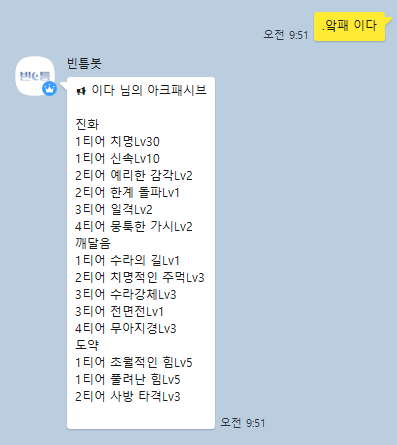 .앜패 이다
오전 9:51
빈틈봇
빈틈
📢 이다 님의 아크패시브
진화
1티어 치명Lv30
1티어 신속Lv10
2티어 예리한 감각Lv2
2티어 한계 돌파Lv1
3티어 일격Lv2
4티어 뭉툭한 가시Lv2
깨달음
1티어 수라의 길Lv1
2티어 치명적인 주먹Lv3
3티어 수라강체Lv3
3티어 전면전Lv1
4티어 무아지경Lv3
도약
1티어 초월적인 힘Lv5
1티어 풀려난 힘Lv5
2티어 사방 타격Lv3
오전 9:51